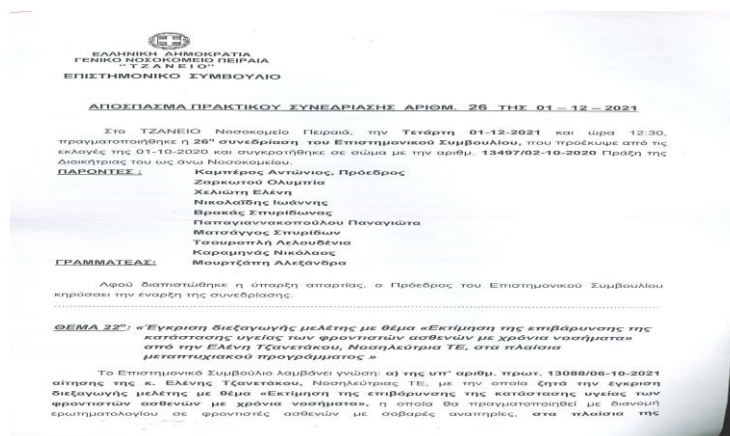 ΕΛΛΗΝΙΚΗ ΔΗΜΟΚΡΑΤΙΑ
ΓΕΝΙΚΟ ΝΟΣΟΚΟΜΕΙΟ ΠΕΙΡΑΙΑ
"ΤΖΑΝΕΙΟ"
ΕΠΙΣΤΗΜΟΝΙΚΟ ΣΥΜΒΟΥΛΙΟ
ΑΠΟΣΠΑΣΜΑ ΠΡΑΚΤΙΚΟΥ ΣΥΝΕΔΡΙΑΣΗΣ ΑΡΙΘΜ. 26 ΤΗΣ 01 – 12 – 2021
Στο ΤΖΑΝΕΙΟ Νοσοκομείο Πειραιά, την Τετάρτη 01-12-2021 και ώρα 12:30,
πραγματοποιήθηκε η 26η συνεδρίαση του Επιστημονικού Συμβουλίου, που προέκυψε από τις
εκλογές της 01-10-2020 και συγκροτήθηκε σε σώμα με την αριθμ. 13497/02-10-2020 Πράξη της
Διοικήτριας του ως άνω Νοσοκομείου.
ΠΑΡΟΝΤΕΣ : Καμπέρος Αντώνιος, Πρόεδρος
Ζαρκωτού Ολυμπία
Χελιώτη Ελένη
Νικολαΐδης Ιωάννης
Βρακάς Σπυρίδωνας
Παπαγιαννακοπούλου Παναγιώτα
Ματσάγγος Σπυρίδων
Τσουροπλή Λελουδένια
Καραμηνάς Νικόλαος
ΓΡΑΜΜΑΤΕΑΣ: Μουρτζάπη Αλεξάνδρα
Αφού διαπιστώθηκε η ύπαρξη απαρτίας, ο Πρόεδρος του Επιστημονικού Συμβουλίου
κηρύσσει την έναρξη της συνεδρίασης.
ΘΕΜΑ 22ο: «Έγκριση διεξαγωγής μελέτης με θέμα «Εκτίμηση της επιβάρυνσης της
κατάστασης υγείας των φροντιστών ασθενών με χρόνια νοσήματα»
από την Ελένη Τζανετάκου, Νοσηλεύτρια ΤΕ, στα πλαίσια
μεταπτυχιακού προγράμματος »
Το Επιστημονικό Συμβούλιο λαμβάνει γνώση: α) της υπ' αριθμ. πρωτ. 13088/06-10-2021
αίτησης της κ. Ελένης Τζανετάκου, Νοσηλεύτριας ΤΕ, με την οποία ζητά την έγκριση
διεξαγωγής μελέτης με θέμα «Εκτίμηση της επιβάρυνσης της κατάστασης υγείας των
φροντιστών ασθενών με χρόνια νοσήματα», η οποία θα πραγματοποιηθεί με διανομή
ερωτηματολογίου σε φροντιστές ασθενών με σοβαρές αναπηρίες, στα πλαίσια της